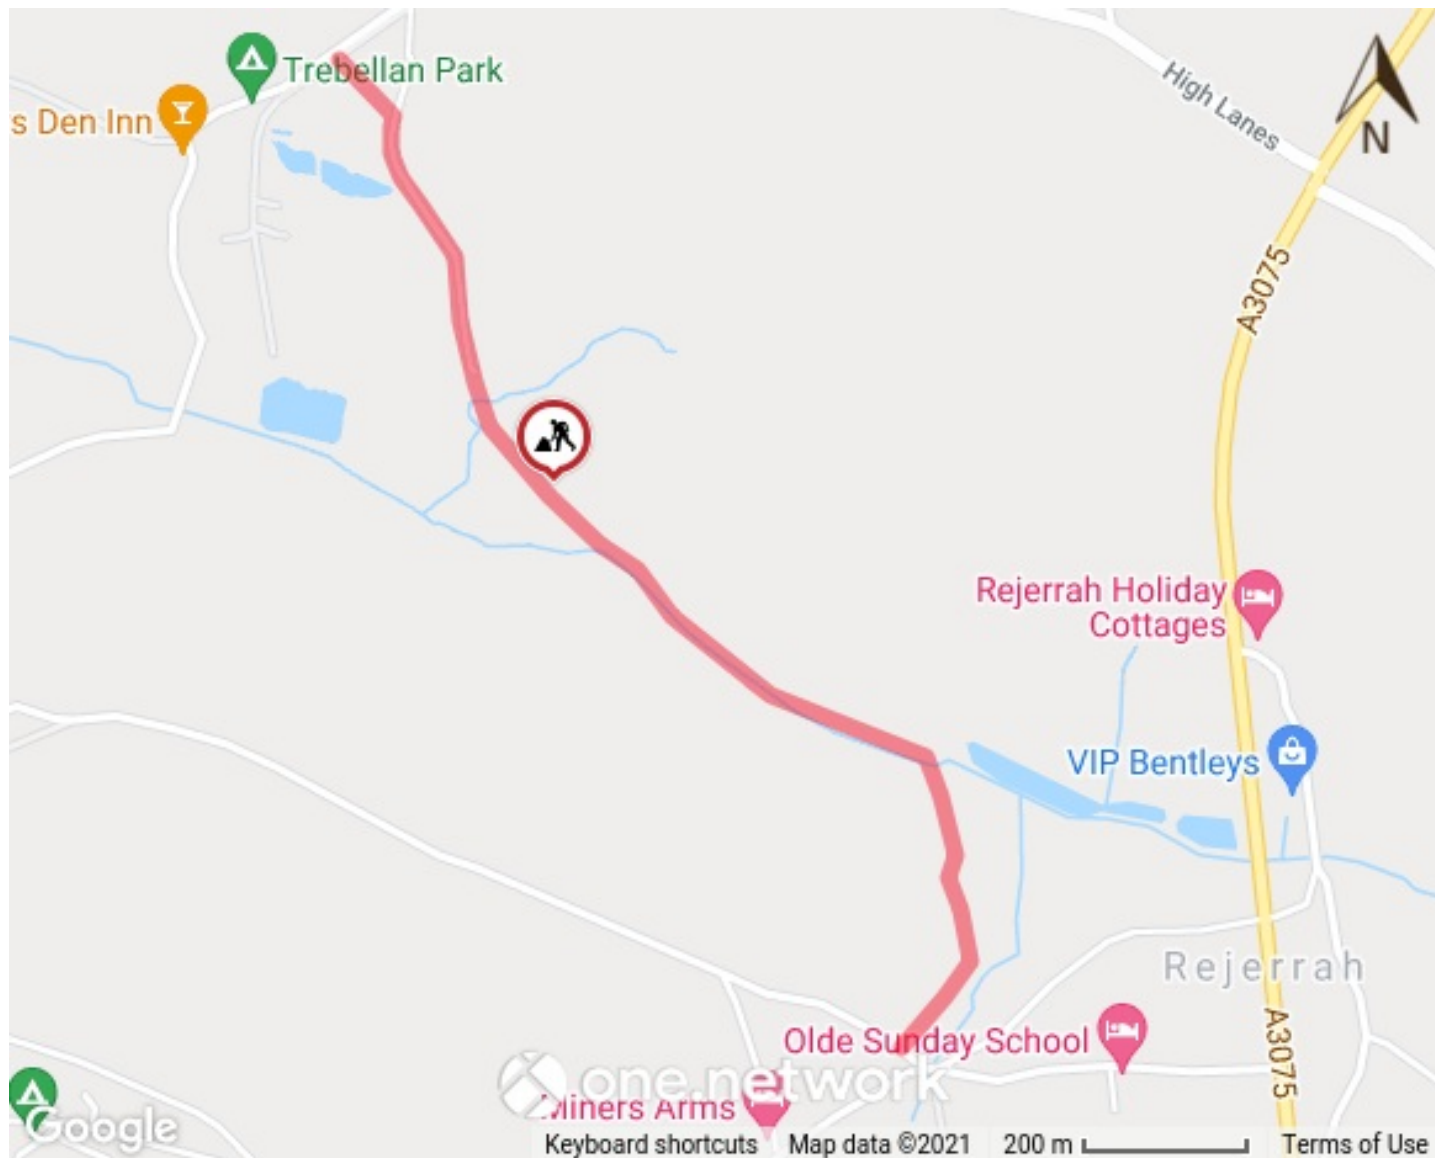 Trebellan Park
s Den Inn
High Lanes
N
A3075
Rejerrah Holiday
Cottages
VIP Bentleys
Rejerrah
Olde Sunday School
A3075
one.network
Miners Arms
Google
Keyboard shortcuts
Map data ©2021
200 m
Terms of Use